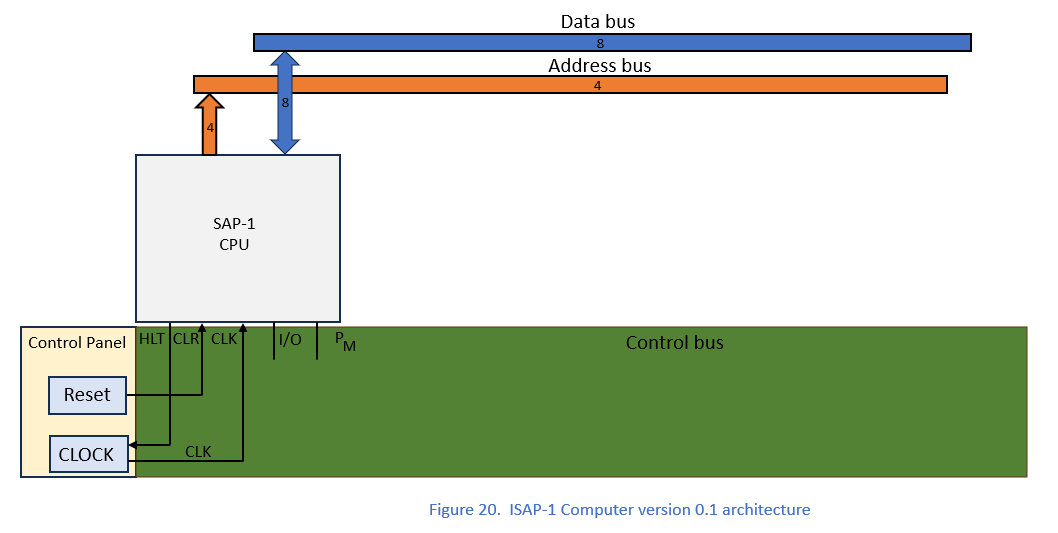 Data bus
8
Address bus
4
8
4
SAP-1
CPU
HLT CLR CLK I/O PM
Control Panel
Control bus
Reset
CLOCK
CLK
Figure 20. ISAP-1 Computer version 0.1 architecture